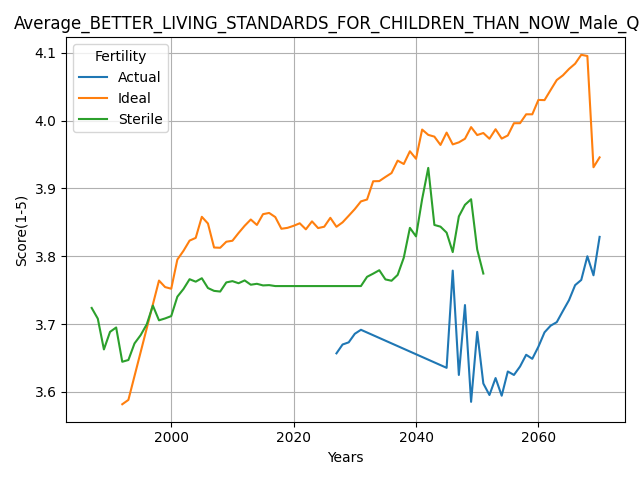 Average_BETTER_LIVING_STANDARDS_FOR_CHILDREN_THAN_NOW_Male_Q
Fertility
Actual
Ideal
Sterile
Score(1-5)
4.1
4.0
3.9
3.8
3.7
3.6
2000 2020 2040 2060
Years